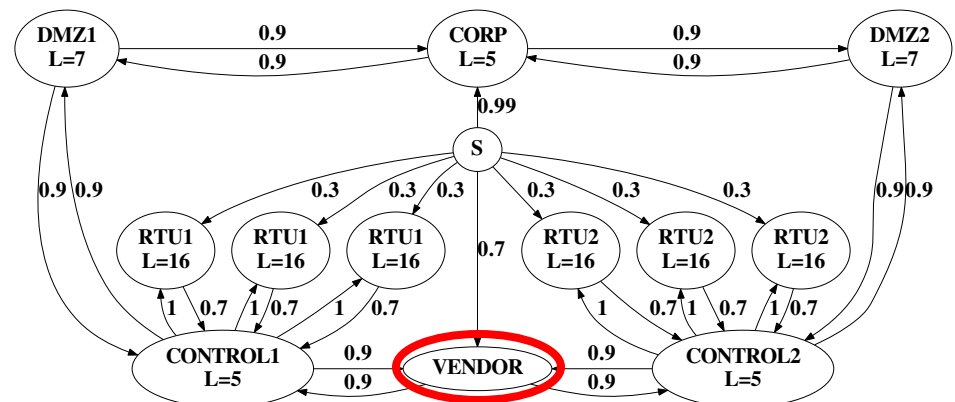 0.9
DMZ1
L=7
CORP
L=5
DMZ2
L=7
0.9
0.9
0.9
0.99
S
0.9
0.9
0.3
0.3
0.3
0.3
0.3
0.3
0.9
0.9
RTU1
L=16
RTU1
L=16
RTU1
L=16
0.7
RTU2
L=16
RTU2
L=16
RTU2
L=16
1
0.7
1
0.7
1
0.7
1
0.7
1
0.7
1
0.7
CONTROL1
L=5
0.9
0.9
VENDOR
0.9
0.9
CONTROL2
L=5